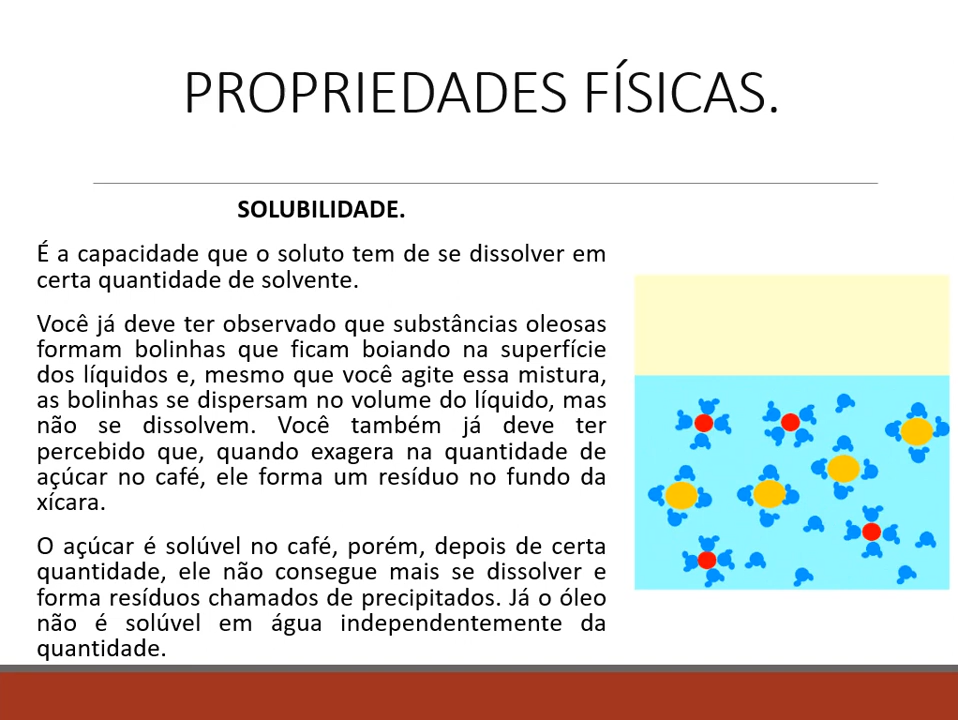 PROPRIEDADES FÍSICAS.
SOLUBILIDADE.
É a capacidade que o soluto tem de se dissolver em
certa quantidade de solvente.
Você já deve ter observado que substâncias oleosas
formam bolinhas que ficam boiando na superfície
dos líquidos e, mesmo que você agite essa mistura,
as bolinhas se dispersam no volume do líquido, mas
não se dissolvem. Você também já deve ter
percebido que, quando exagera na quantidade de
açúcar no café, ele forma um resíduo no fundo da
xícara.
O açúcar é solúvel no café, porém, depois de certa
quantidade, ele não consegue mais se dissolver e
forma resíduos chamados de precipitados. Já o óleo
não é solúvel em água independentemente da
quantidade.